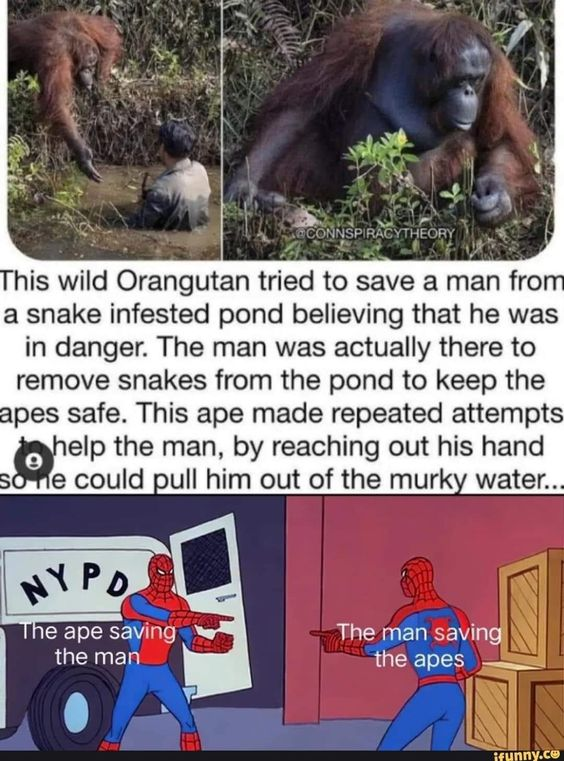 @CONNSPIRACYTHEORY
This wild Orangutan tried to save a man from
a snake infested pond believing that he was
in danger. The man was actually there to
remove snakes from the pond to keep the
apes safe. This ape made repeated attempts
to help the man, by reaching out his hand
so he could pull him out of the murky water...
NYPD
The ape saving
the man
The man saving
the apes
ifunny.co